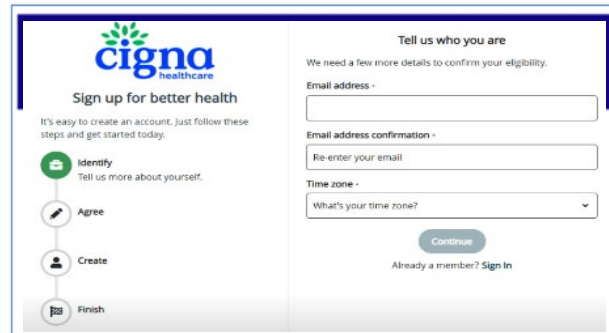 cigna
healthcare
Sign up for better health
It's easy to create an account. Just follow these
steps and get started today.
Identify
Tell us more about yourself.
Agree
Create
Finish
Tell us who you are
We need a few more details to confirm your eligibility.
Email address *
Email address confirmation *
Re-enter your email
Time zone *
What's your time zone?
Continue
Already a member? Sign In